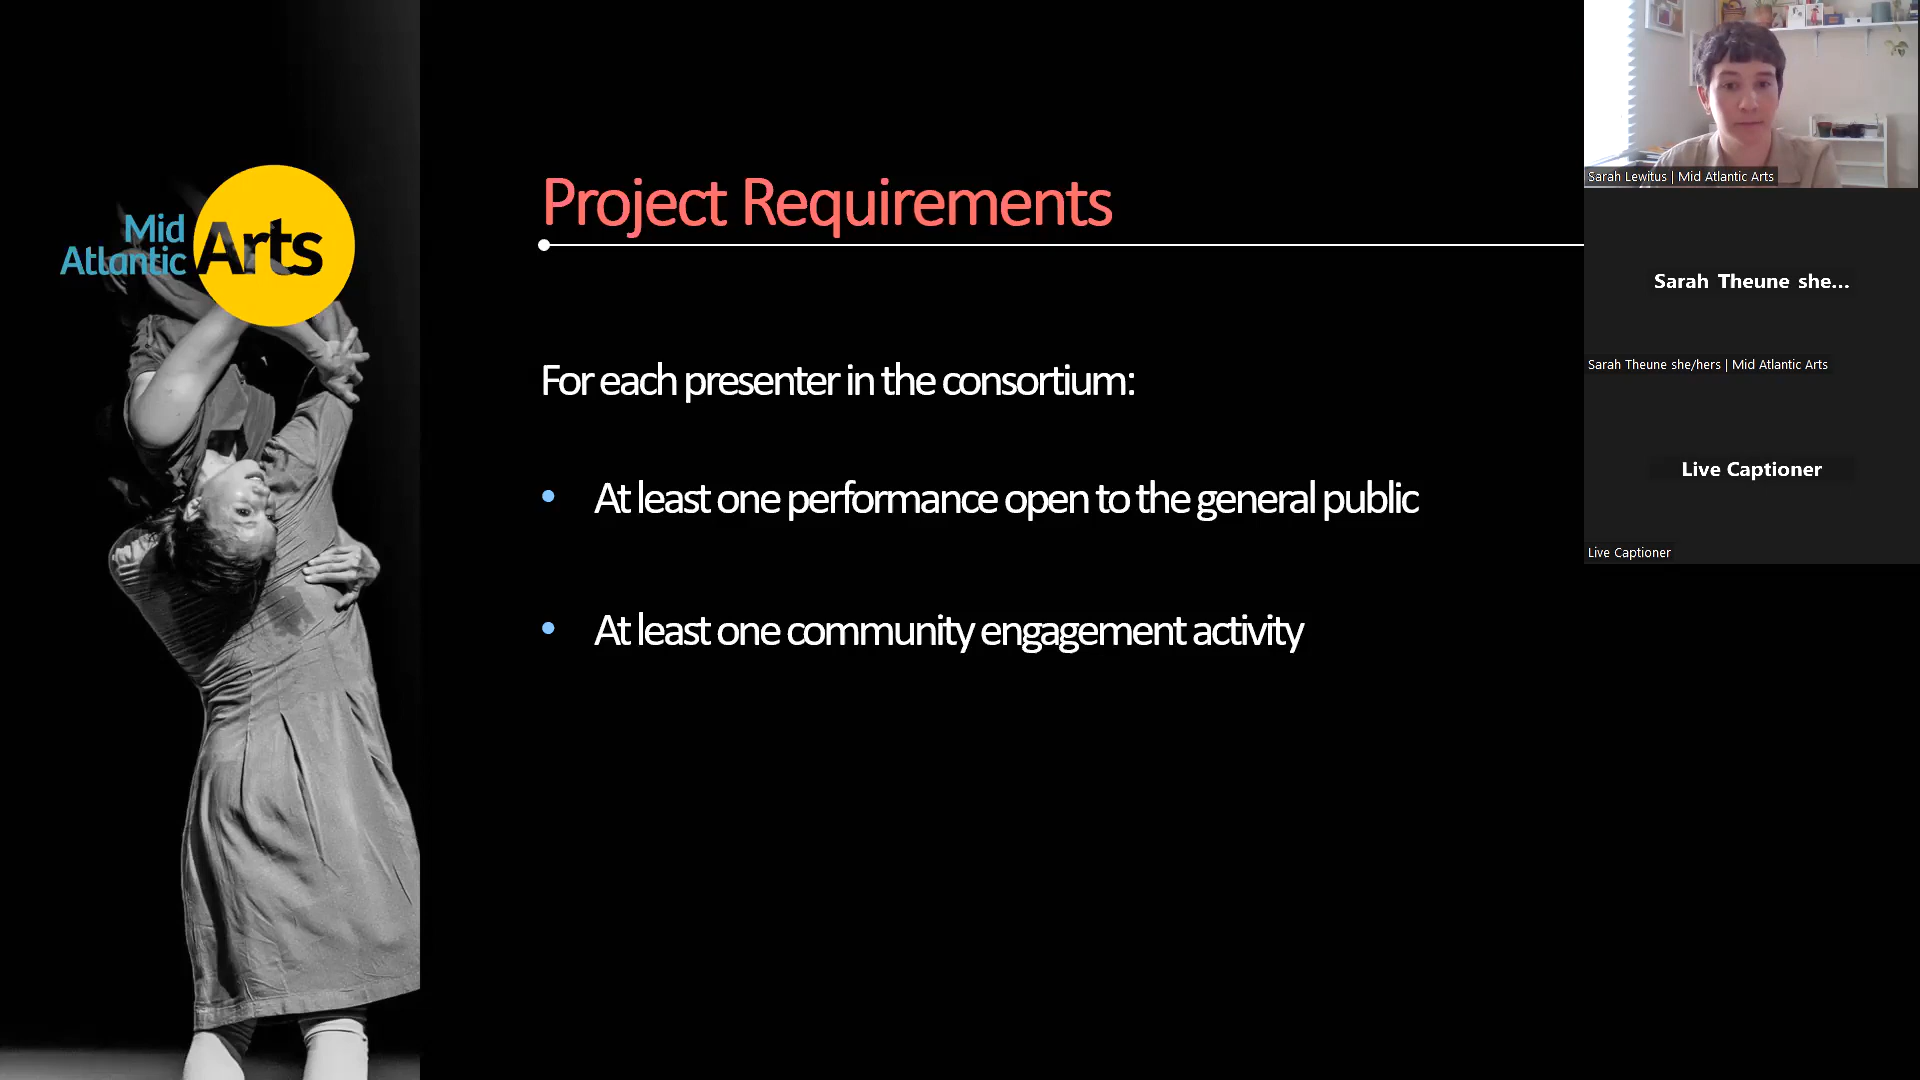 Mid
Atlantic
Arts
Project Requirements
For each presenter in the consortium:
• At least one performance open to the general public
• At least one community engagement activity
Sarah Lewitus | Mid Atlantic Arts
Sarah Theune she...
Sarah Theune she/hers | Mid Atlantic Arts
Live Captioner
Live Captioner